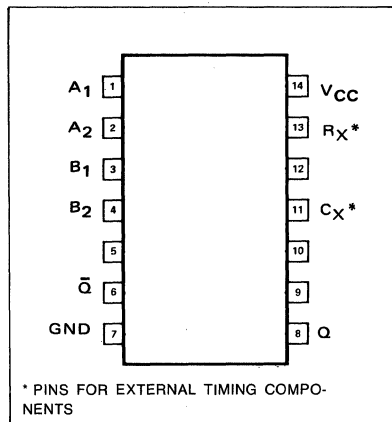 A1 1 14 VCC
A2 2 13 RX*
B1 3 12
B2 4 11 CX*
5 10
Q̄ 6 9
GND 7 8 Q
* PINS FOR EXTERNAL TIMING COMPO-
NENTS